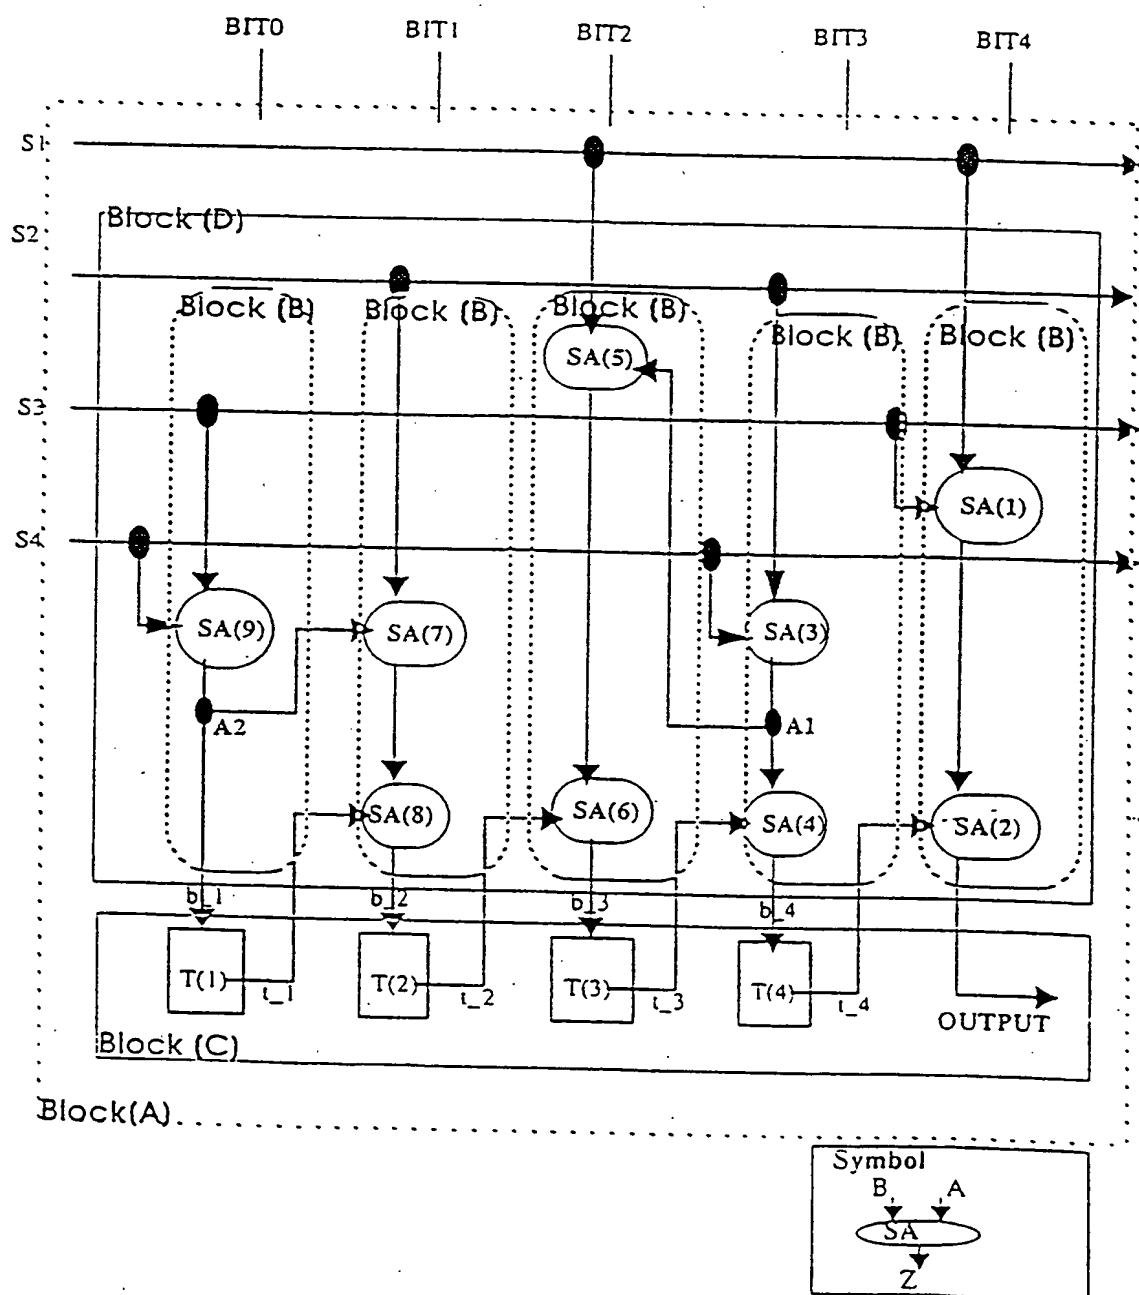 BIT0 BIT1 BIT2 BIT3 BIT4
S1
Block (D)
S2
Block (B) Block (B) Block (B) Block (B) Block (B)
SA(5)
S3
SA(1)
S4
SA(9) SA(7) SA(3)
A2 A1
SA(8) SA(6) SA(4) SA(2)
b_1 b_2 b_3 b_4
T(1) t_1 T(2) t_2 T(3) t_3 T(4) t_4
OUTPUT
Block (C)
Block(A)
Symbol
B A
SA
Z